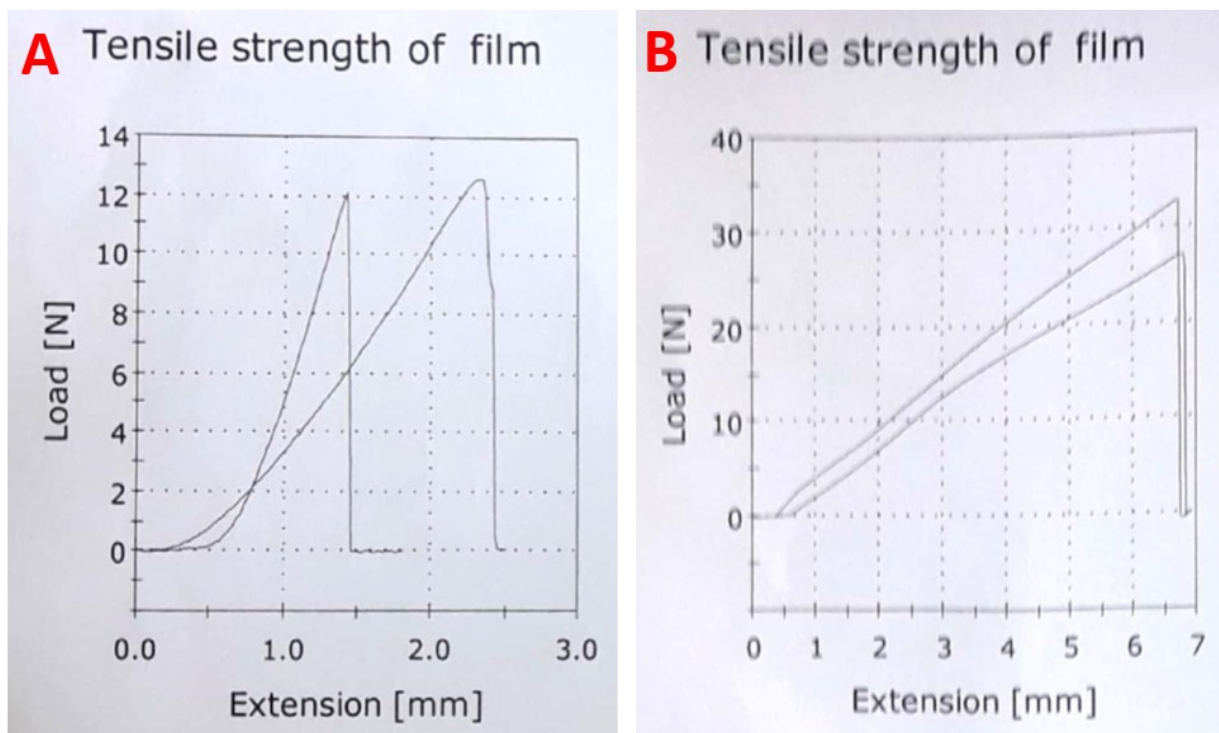 A Tensile strength of film
14
12
10
8
6
4
2
0
Load [N]
0.0 1.0 2.0 3.0
Extension [mm]
B Tensile strength of film
40
30
20
10
0
Load [N]
0 1 2 3 4 5 6 7
Extension [mm]